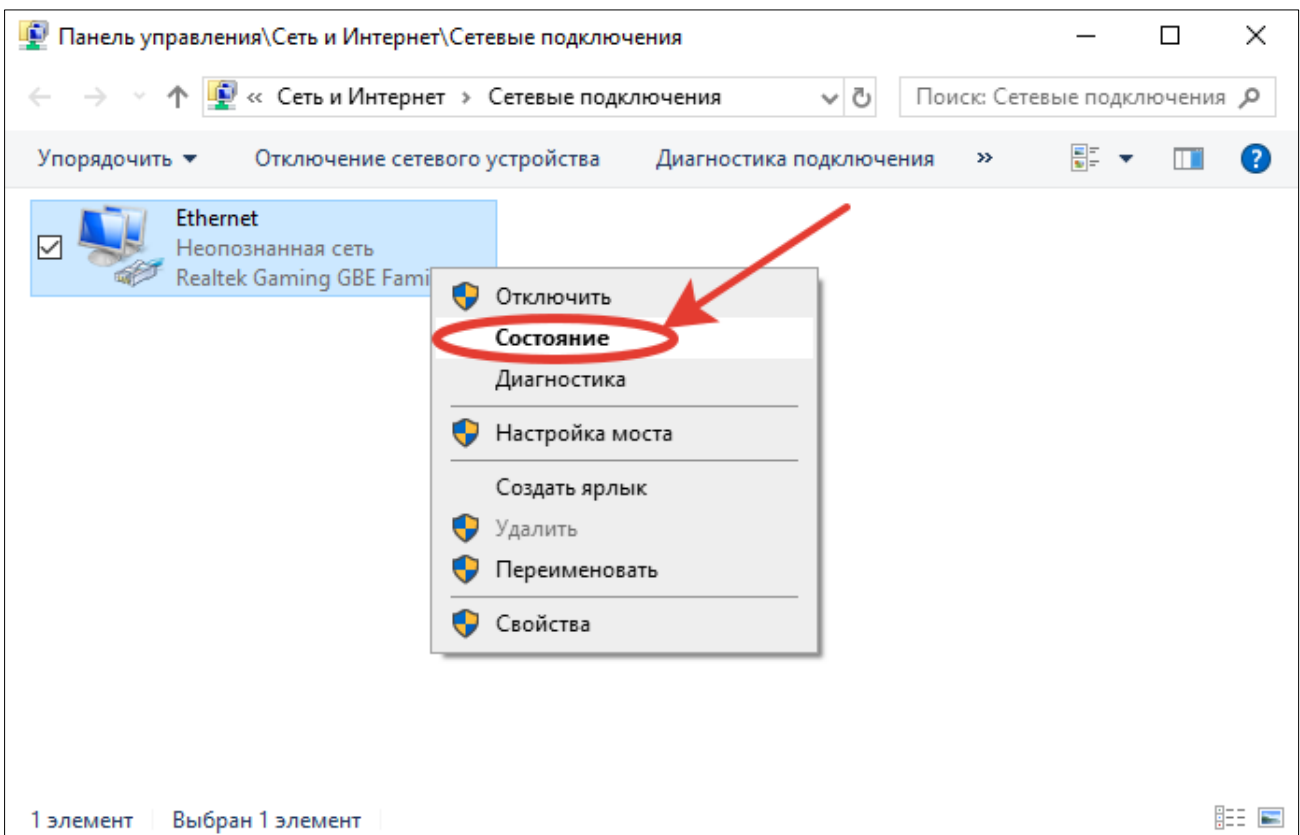 Панель управления\Сеть и Интернет\Сетевые подключения
« Сеть и Интернет › Сетевые подключения
Поиск: Сетевые подключения
Упорядочить
Отключение сетевого устройства
Диагностика подключения
»
Ethernet
Неопознанная сеть
Realtek Gaming GBE Fami
Отключить
Состояние
Диагностика
Настройка моста
Создать ярлык
Удалить
Переименовать
Свойства
1 элемент
Выбран 1 элемент